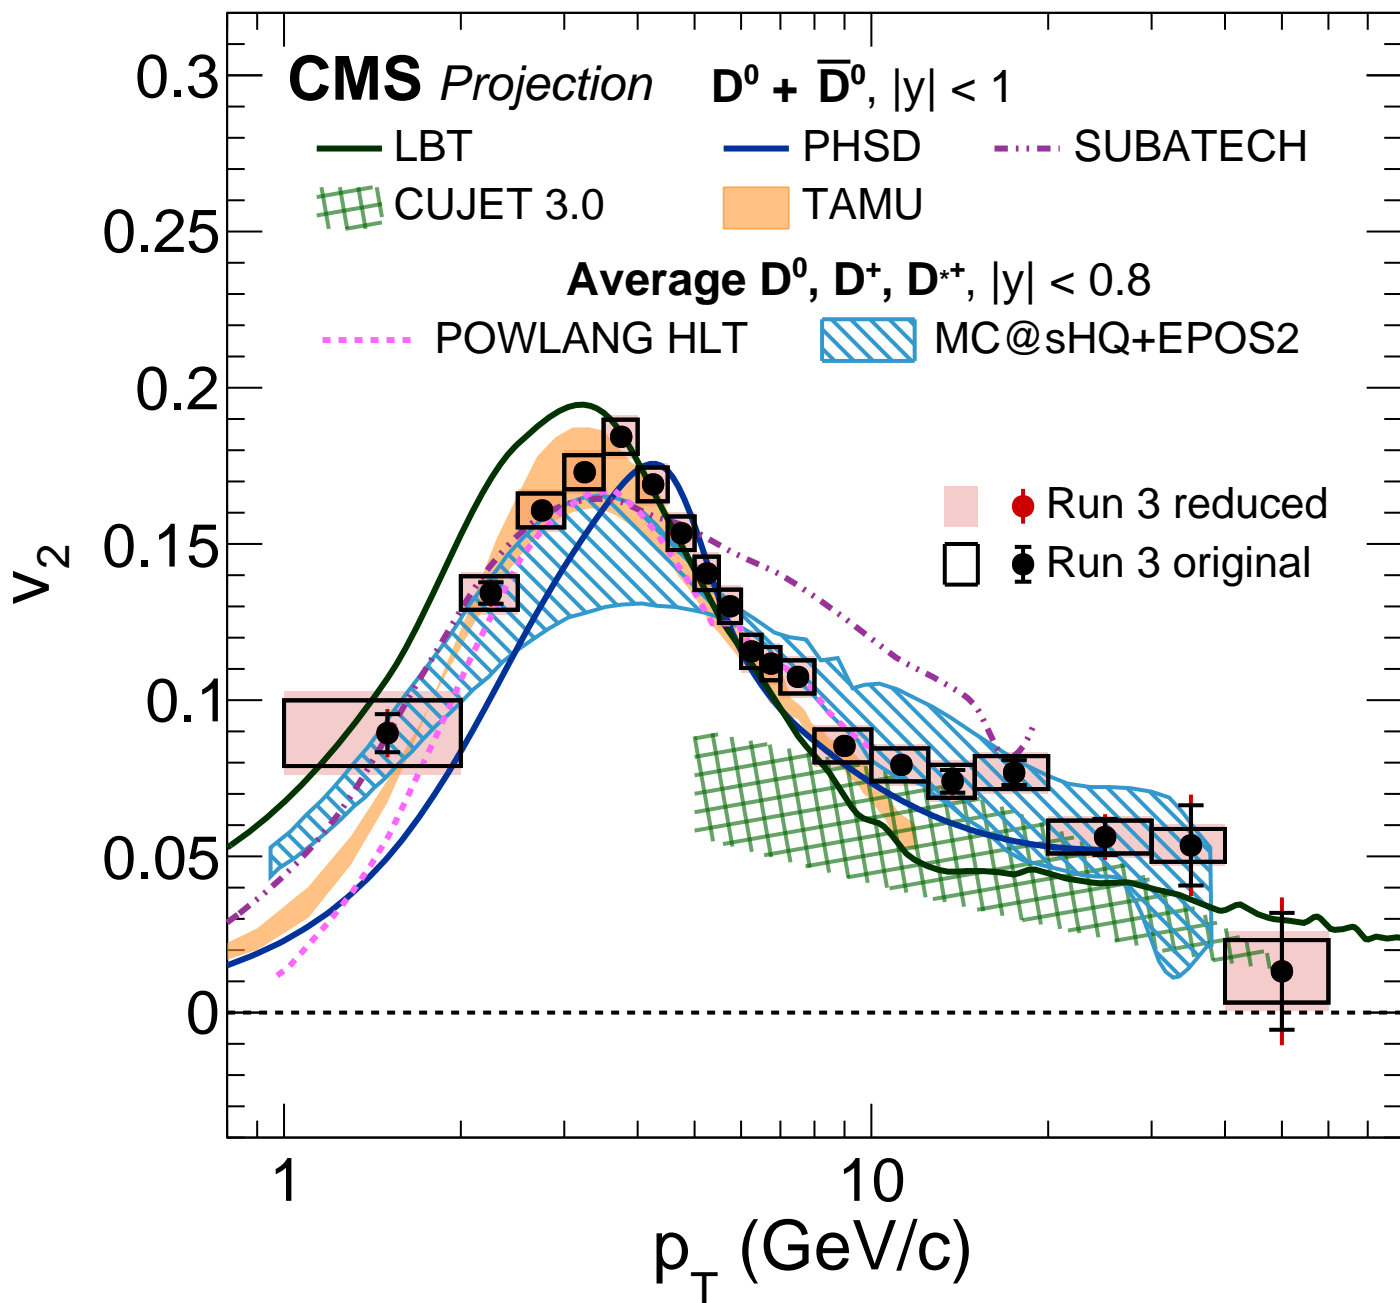 CMS Projection D⁰ + D̅⁰, |y| < 1
LBT PHSD SUBATECH
CUJET 3.0 TAMU
Average D⁰, D⁺, D*⁺, |y| < 0.8
POWLANG HLT MC@sHQ+EPOS2
Run 3 reduced
Run 3 original
0.3
0.25
0.2
0.15
0.1
0.05
0
v₂
1 10
p_T (GeV/c)